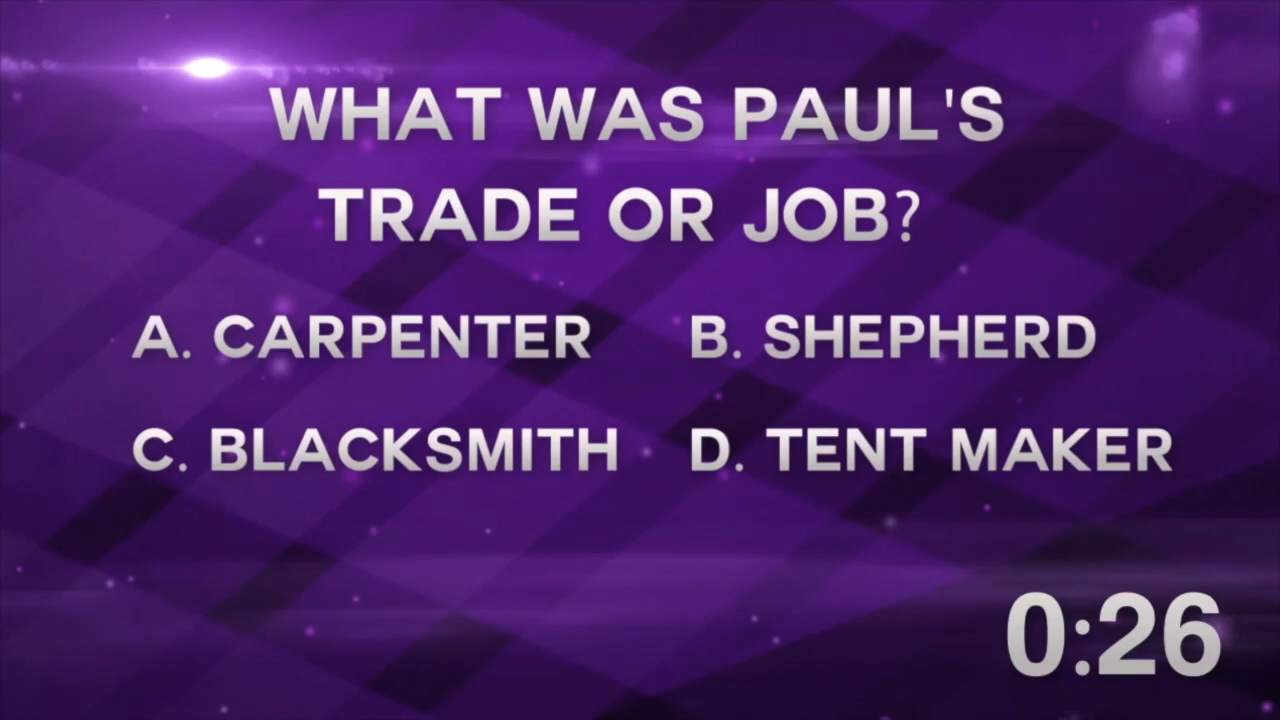 WHAT WAS PAUL'S
TRADE OR JOB?
A. CARPENTER B. SHEPHERD
C. BLACKSMITH D. TENT MAKER
0:26